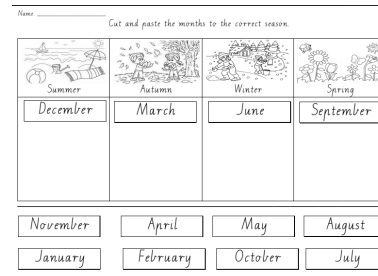 Name
Cut and paste the months to the correct season.
Summer Autumn Winter Spring
December March June September
November April May August
January February October July